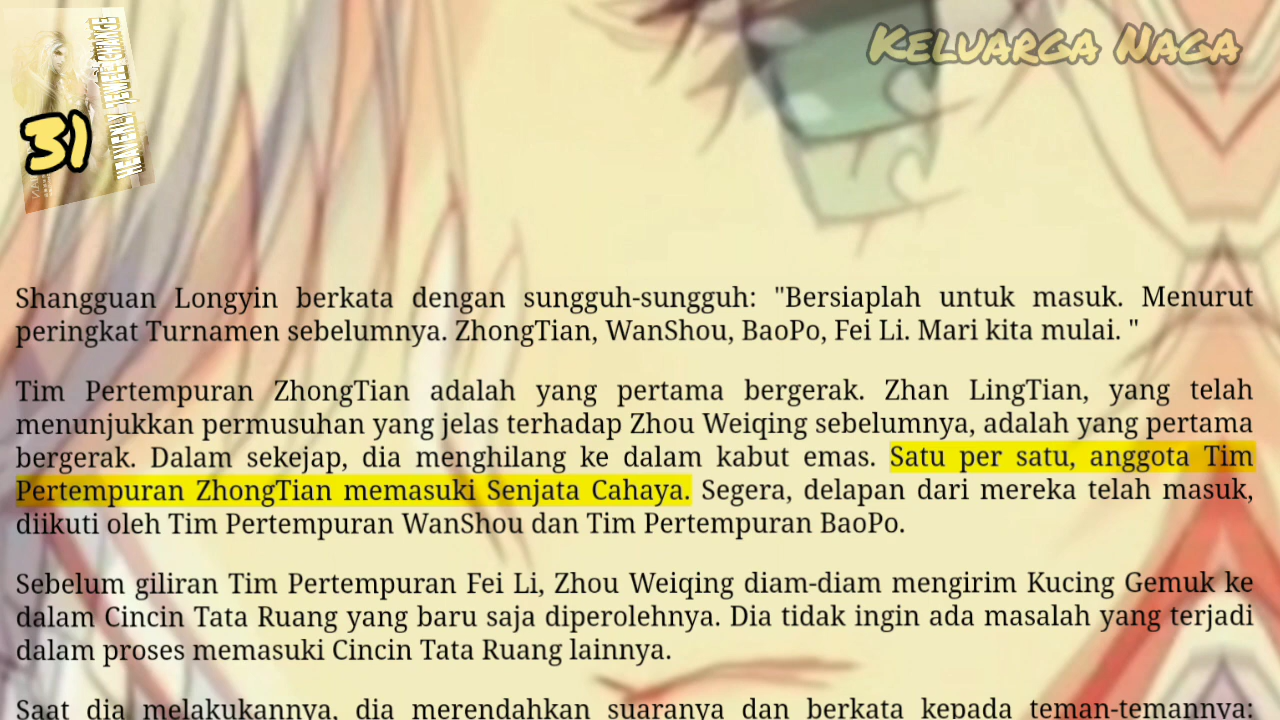 Keluarga Naga
HEAVENLY JEWEL CHANGE
31
Shangguan Longyin berkata dengan sungguh-sungguh: "Bersiaplah untuk masuk. Menurut
peringkat Turnamen sebelumnya. ZhongTian, WanShou, BaoPo, Fei Li. Mari kita mulai. "
Tim Pertempuran ZhongTian adalah yang pertama bergerak. Zhan LingTian, yang telah
menunjukkan permusuhan yang jelas terhadap Zhou Weiqing sebelumnya, adalah yang pertama
bergerak. Dalam sekejap, dia menghilang ke dalam kabut emas. Satu per satu, anggota Tim
Pertempuran ZhongTian memasuki Senjata Cahaya. Segera, delapan dari mereka telah masuk,
diikuti oleh Tim Pertempuran WanShou dan Tim Pertempuran BaoPo.
Sebelum giliran Tim Pertempuran Fei Li, Zhou Weiqing diam-diam mengirim Kucing Gemuk ke
dalam Cincin Tata Ruang yang baru saja diperolehnya. Dia tidak ingin ada masalah yang terjadi
dalam proses memasuki Cincin Tata Ruang lainnya.
Saat dia melakukannya, dia merendahkan suaranya dan berkata kepada teman-temannya: